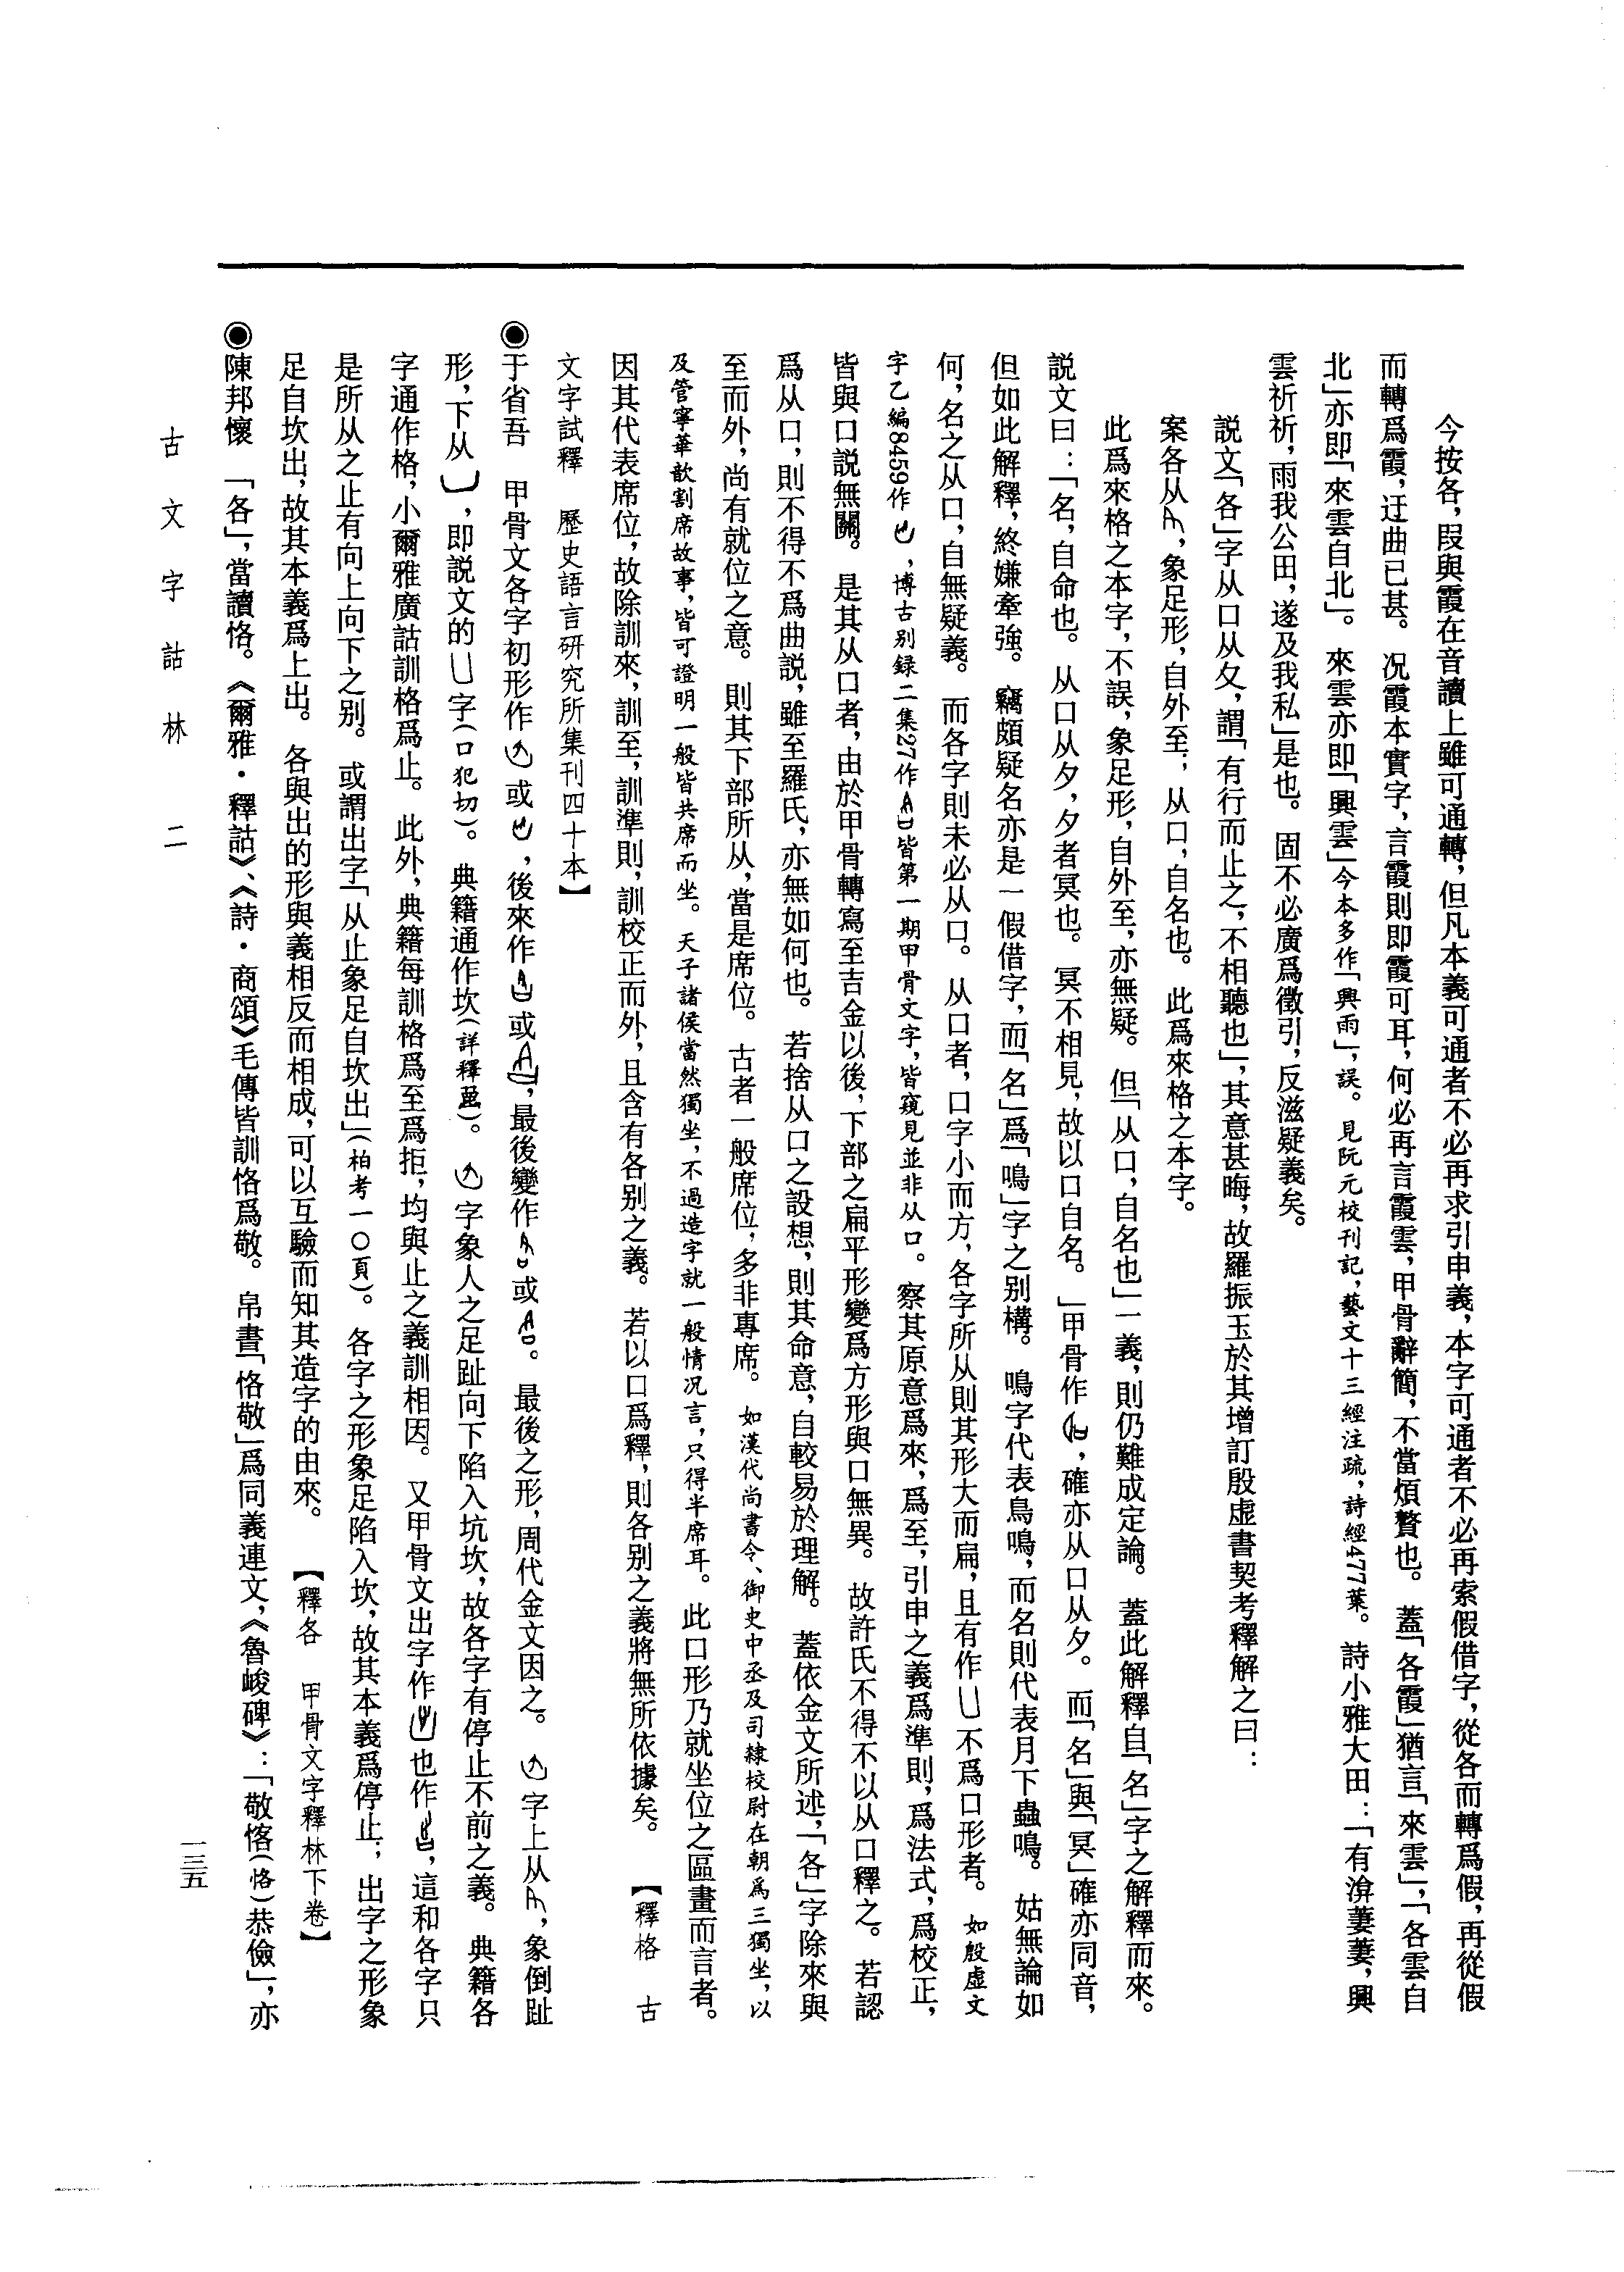 今按各，叚與霞在音讀上雖可通轉，但凡本義可通者不必再求引申義，本字可通者不必再索假借字，從各而轉爲假，再從假
而轉爲霞，迂曲已甚。況霞本實字，言霞則即霞可耳，何必再言霞雲，甲骨辭簡，不當煩贅也。蓋「各霞」猶言「來雲」，「各雲自
北」亦即「來雲自北」。來雲亦即「興雲」今本多作「興雨」，誤。見阮元校刊記，藝文十三經注疏，詩經477葉。詩小雅大田：「有渰萋萋，興
雲祈祈，雨我公田，遂及我私」是也。固不必廣爲徵引，反滋疑義矣。
説文「各」字从口从夂，謂「有行而止之，不相聽也」，其意甚晦，故羅振玉於其增訂殷虛書契考釋解之曰：
案各从，象足形，自外至；从口，自名也。此爲來格之本字。
此爲來格之本字，不誤，象足形，自外至，亦無疑。但「从口，自名也」一義，則仍難成定論。蓋此解釋自「名」字之解釋而來。
説文曰：「名，自命也。从口从夕，夕者冥也。冥不相見，故以口自名。」甲骨作，確亦从口从夕。而「名」與「冥」確亦同音，
但如此解釋，終嫌牽強。竊頗疑名亦是一假借字，而「名」爲「鳴」字之別構。鳴字代表鳥鳴，而名則代表月下蟲鳴。姑無論如
何，名之从口，自無疑義。而各字則未必从口。从口者，口字小而方，各字所从則其形大而扁，且有作凵不爲口形者。如殷虛文
字乙編8459作，博古別録二集27作皆第一期甲骨文字，皆窺見並非从口。察其原意爲來，爲至，引申之義爲準則，爲法式，爲校正，
皆與口説無關。是其从口者，由於甲骨轉寫至吉金以後，下部之扁平形變爲方形與口無異。故許氏不得不以从口釋之。若認
爲从口，則不得不爲曲説，雖至羅氏，亦無如何也。若捨从口之設想，則其命意，自較易於理解。蓋依金文所述，「各」字除來與
至而外，尚有就位之意。則其下部所从，當是席位。古者一般席位，多非專席。如漢代尚書令、御史中丞及司隸校尉在朝爲三獨坐，以
及管寧華歆割席故事，皆可證明一般皆共席而坐。天子諸侯當然獨坐，不過造字就一般情況言，只得半席耳。此口形乃就坐位之區畫而言者。
因其代表席位，故除訓來，訓至，訓準則，訓校正而外，且含有各別之義。若以口爲釋，則各別之義將無所依據矣。【釋格　古
文字試釋　歷史語言研究所集刊四十本】
◉于省吾　甲骨文各字初形作或，後來作或，最後變作或。最後之形，周代金文因之。字上从，象倒趾
形，下从，即説文的凵字（口犯切）。典籍通作坎（詳釋）。字象人之足趾向下陷入坑坎，故各字有停止不前之義。典籍各
字通作格，小爾雅廣詁訓格爲止。此外，典籍每訓格爲至爲拒，均與止之義訓相因。又甲骨文出字作也作，這和各字只
是所从之止有向上向下之別。或謂出字「从止象足自坎出」（柏考一〇頁）。各字之形象足陷入坎，故其本義爲停止；出字之形象
足自坎出，故其本義爲上出。各與出的形與義相反而相成，可以互驗而知其造字的由來。【釋各　甲骨文字釋林下卷】
◉陳邦懷　「各」，當讀恪。《爾雅·釋詁》、《詩·商頌》毛傳皆訓恪爲敬。帛書「恪敬」爲同義連文，《魯峻碑》：「敬愘（恪）恭儉」，亦
古文字詁林　二
一三五